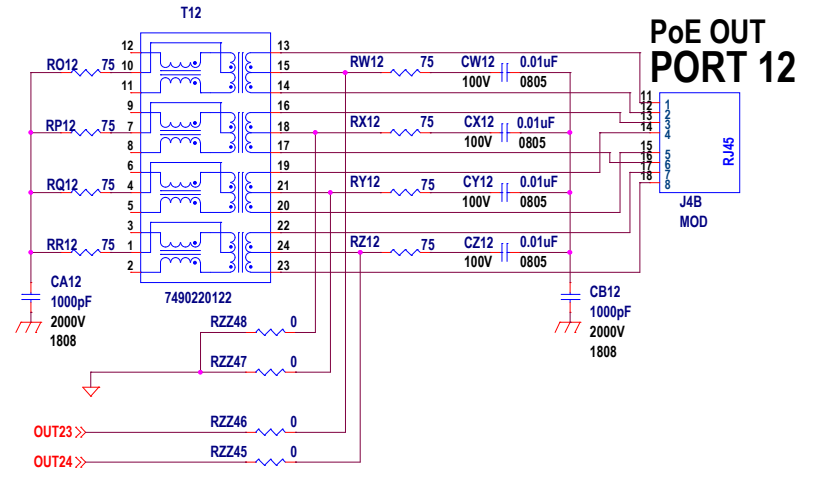 T12
PoE OUT
PORT 12
12
10
11
9
7
8
6
4
5
3
1
2
13
15
14
16
18
17
19
21
20
22
24
23
RO12 75
RP12 75
RQ12 75
RR12 75
RW12 75
CW12 0.01uF
100V 0805
RX12 75
CX12 0.01uF
100V 0805
RY12 75
CY12 0.01uF
100V 0805
RZ12 75
CZ12 0.01uF
100V 0805
11
12
13
14
15
16
17
18
1
2
3
4
5
6
7
8
RJ45
J4B
MOD
CA12
1000pF
2000V
1808
7490220122
CB12
1000pF
2000V
1808
RZZ48 0
RZZ47 0
RZZ46 0
OUT23
RZZ45 0
OUT24